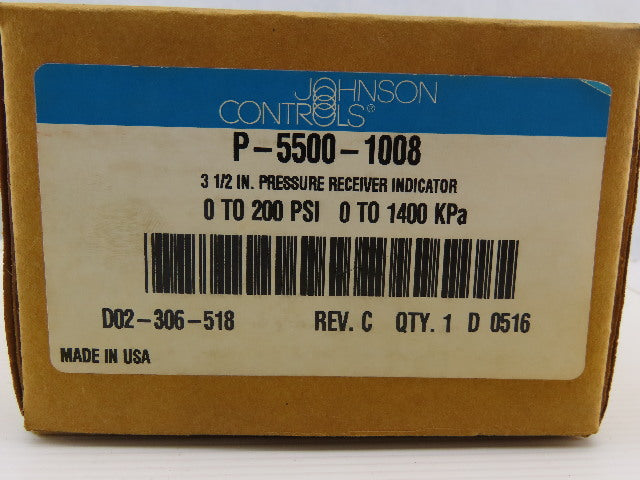 JOHNSON
CONTROLS®
P-5500-1008
3 1/2 IN. PRESSURE RECEIVER INDICATOR
0 TO 200 PSI 0 TO 1400 KPa
D02-306-518 REV. C QTY. 1 D 0516
MADE IN USA